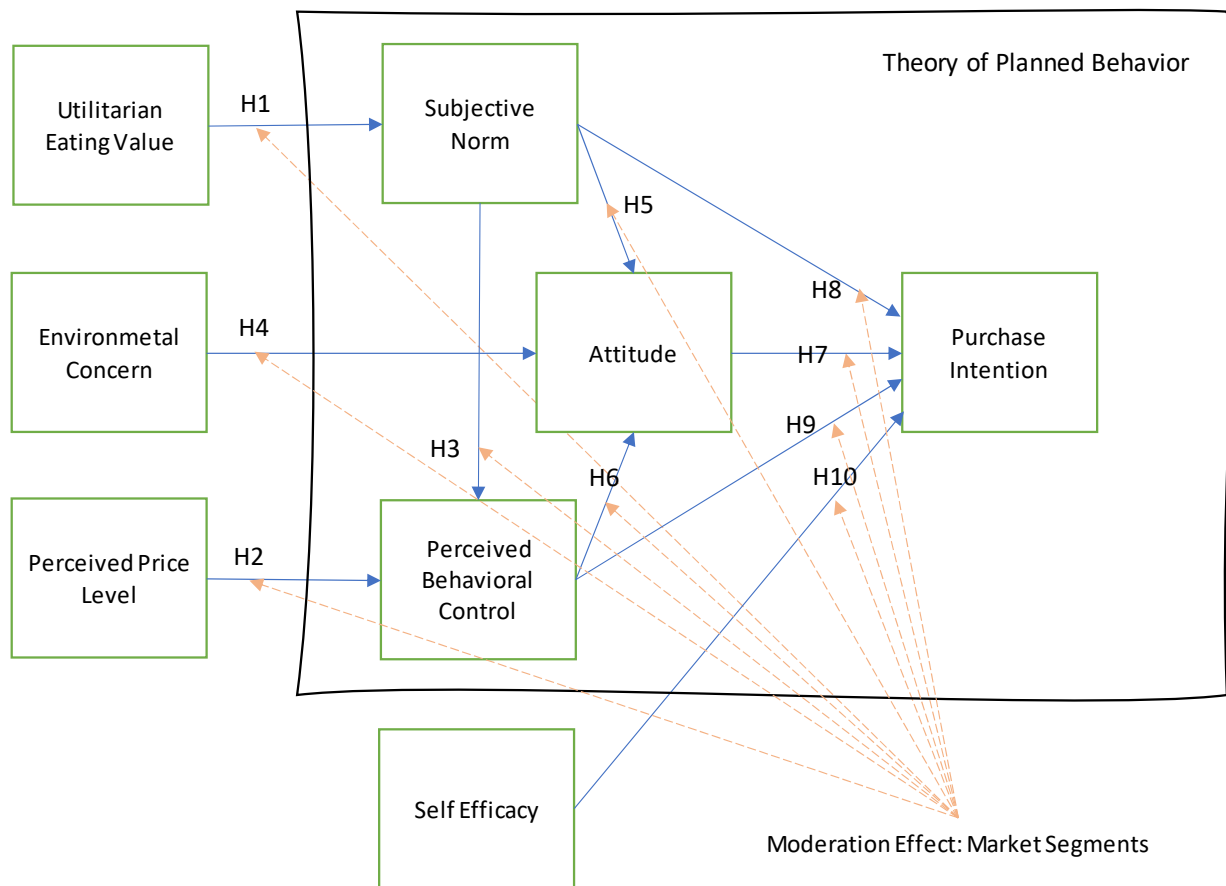 Theory of Planned Behavior
Utilitarian
Eating Value
H1
Subjective
Norm
H5
Environmetal
Concern
H4
Attitude
H8
H7
Purchase
Intention
H3
H9
H6
H10
Perceived Price
Level
H2
Perceived
Behavioral
Control
Self Efficacy
Moderation Effect: Market Segments